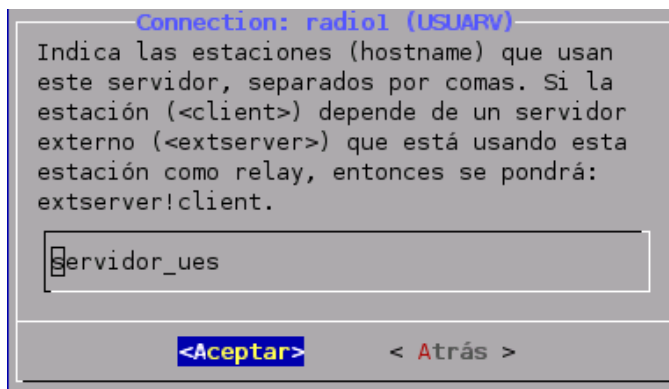 Connection: radio1 (USUARV)
Indica las estaciones (hostname) que usan
este servidor, separados por comas. Si la
estación (<client>) depende de un servidor
externo (<extserver>) que está usando esta
estación como relay, entonces se pondrá:
extserver!client.
servidor_ues
<Aceptar> < Atrás >